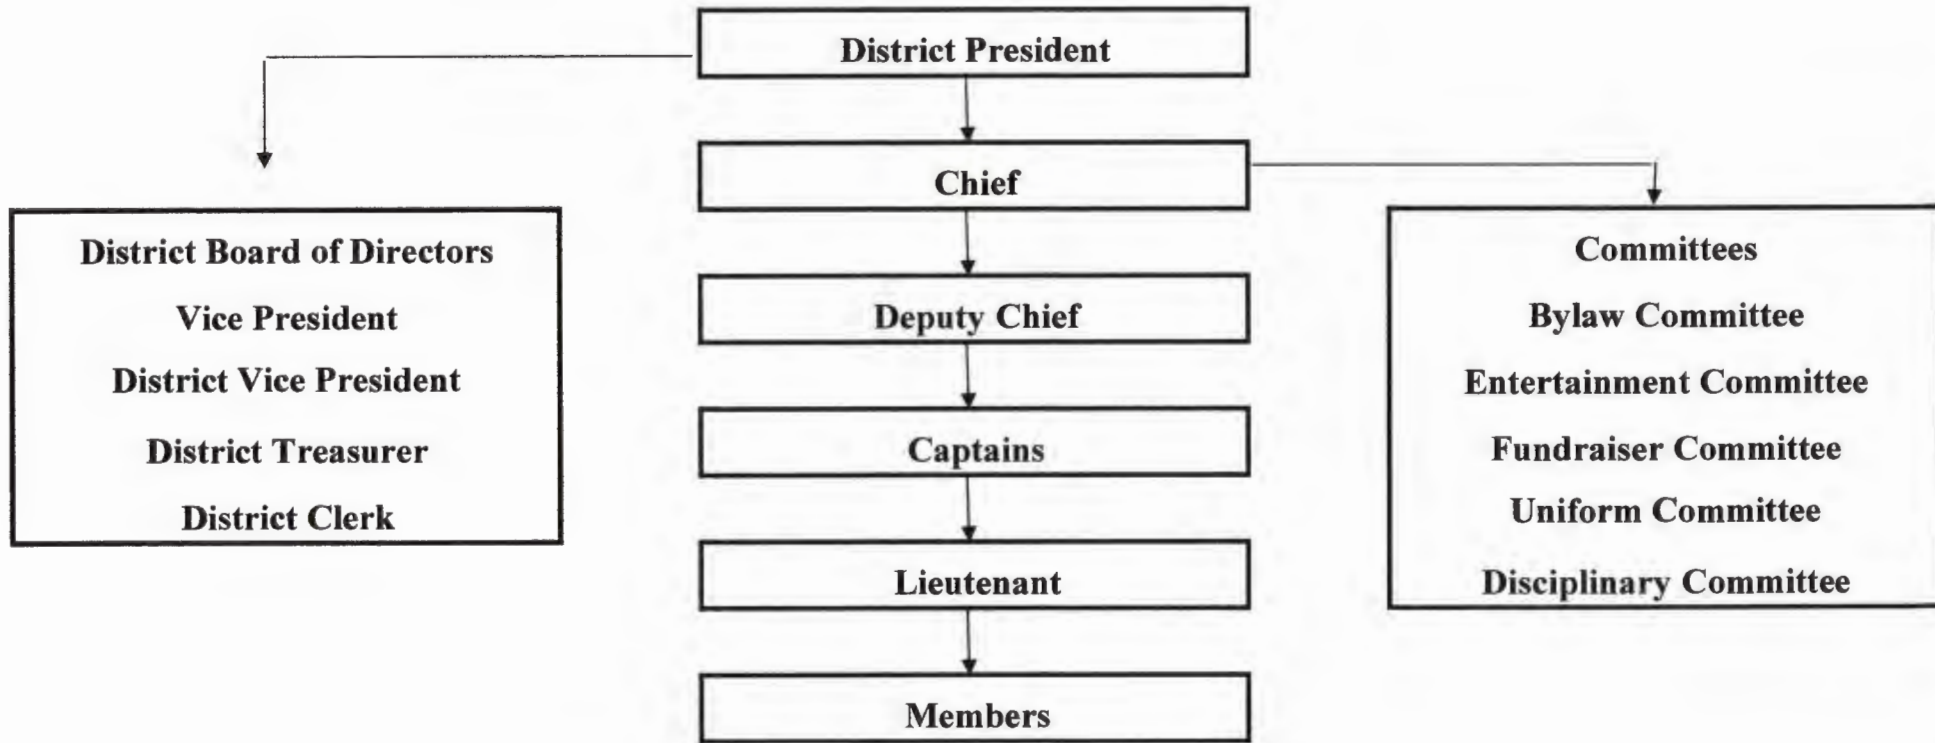 District President
Chief
Deputy Chief
Captains
Lieutenant
Members
District Board of Directors
Vice President
District Vice President
District Treasurer
District Clerk
Committees
Bylaw Committee
Entertainment Committee
Fundraiser Committee
Uniform Committee
Disciplinary Committee